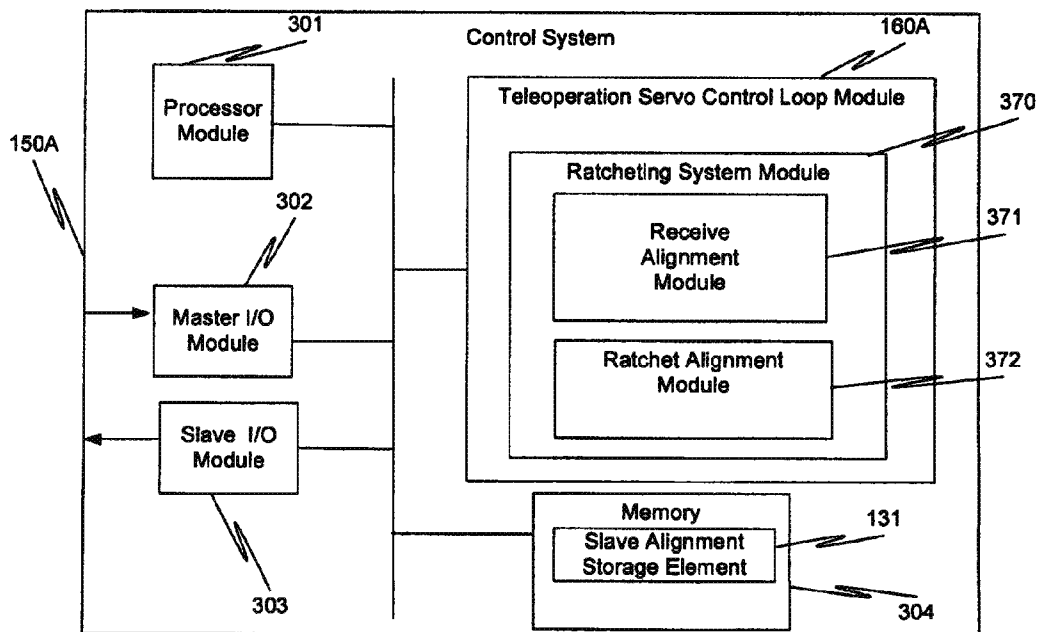 301
Control System
160A
Processor
Module
Teleoperation Servo Control Loop Module
370
150A
Ratcheting System Module
302
371
Receive
Alignment
Module
Master I/O
Module
Ratchet Alignment
Module
372
Slave I/O
Module
Memory
131
Slave Alignment
Storage Element
303
304